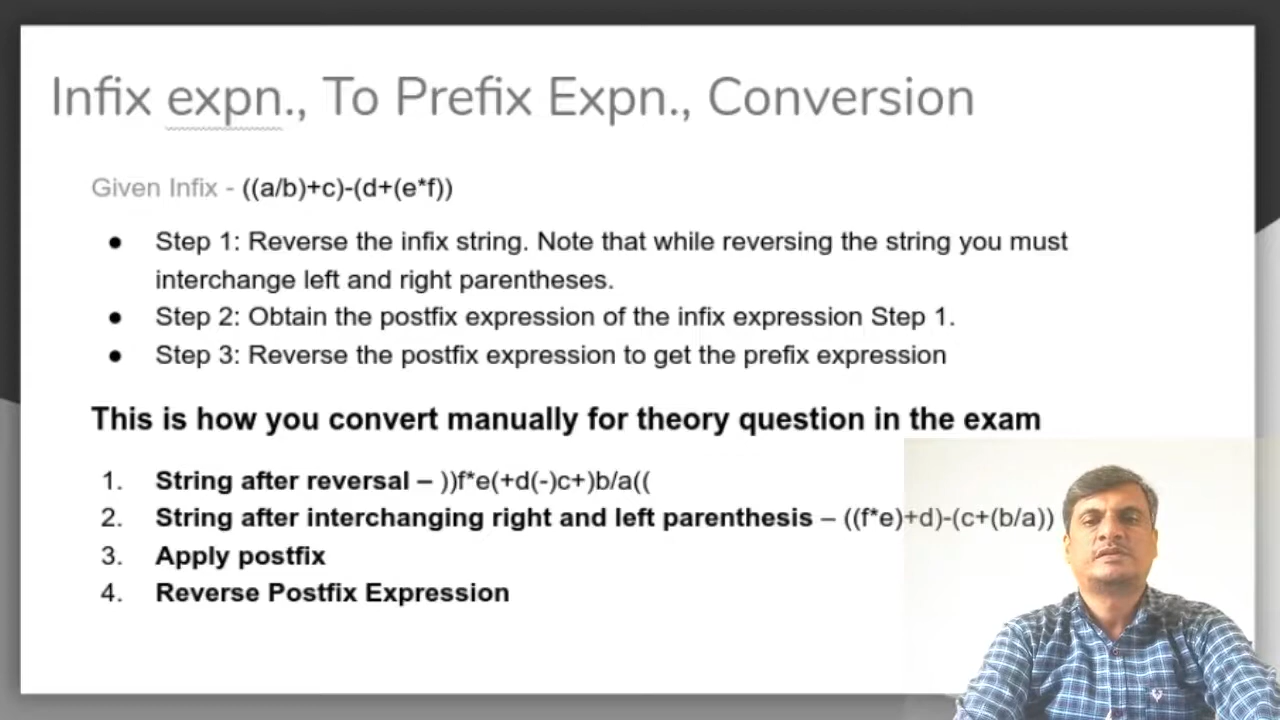 Infix expn., To Prefix Expn., Conversion
Given Infix - ((a/b)+c)-(d+(e*f))
● Step 1: Reverse the infix string. Note that while reversing the string you must
interchange left and right parentheses.
● Step 2: Obtain the postfix expression of the infix expression Step 1.
● Step 3: Reverse the postfix expression to get the prefix expression
This is how you convert manually for theory question in the exam
1. String after reversal – ))f*e(+d(-)c+)b/a((
2. String after interchanging right and left parenthesis – ((f*e)+d)-(c+(b/a))
3. Apply postfix
4. Reverse Postfix Expression